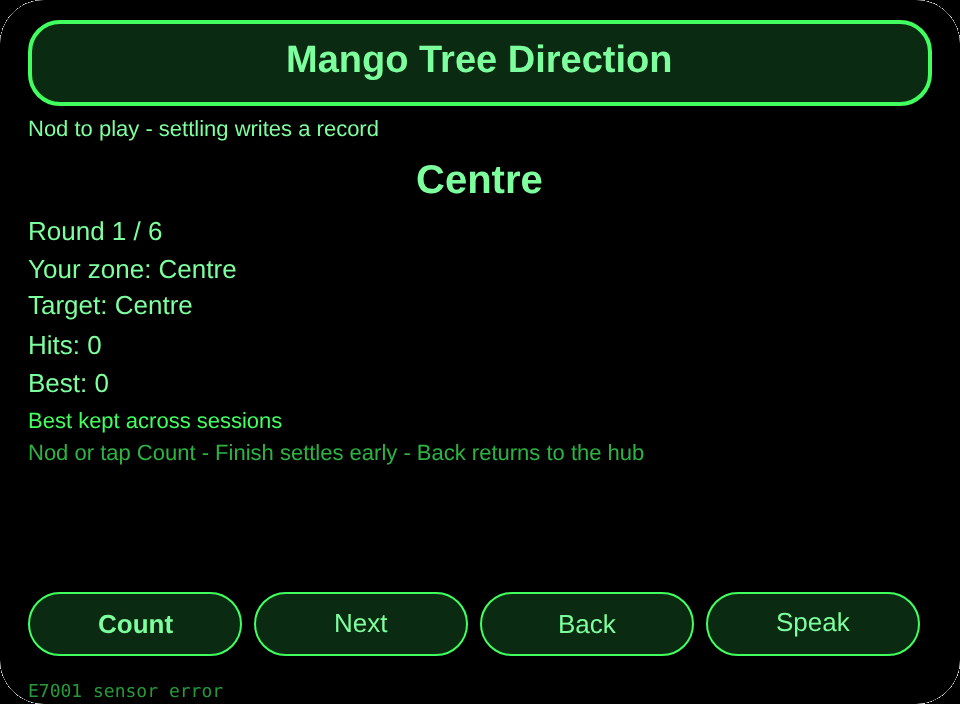 Mango Tree Direction
Nod to play - settling writes a record
Centre
Round 1 / 6
Your zone: Centre
Target: Centre
Hits: 0
Best: 0
Best kept across sessions
Nod or tap Count - Finish settles early - Back returns to the hub
Count Next Back Speak
E7001 sensor error